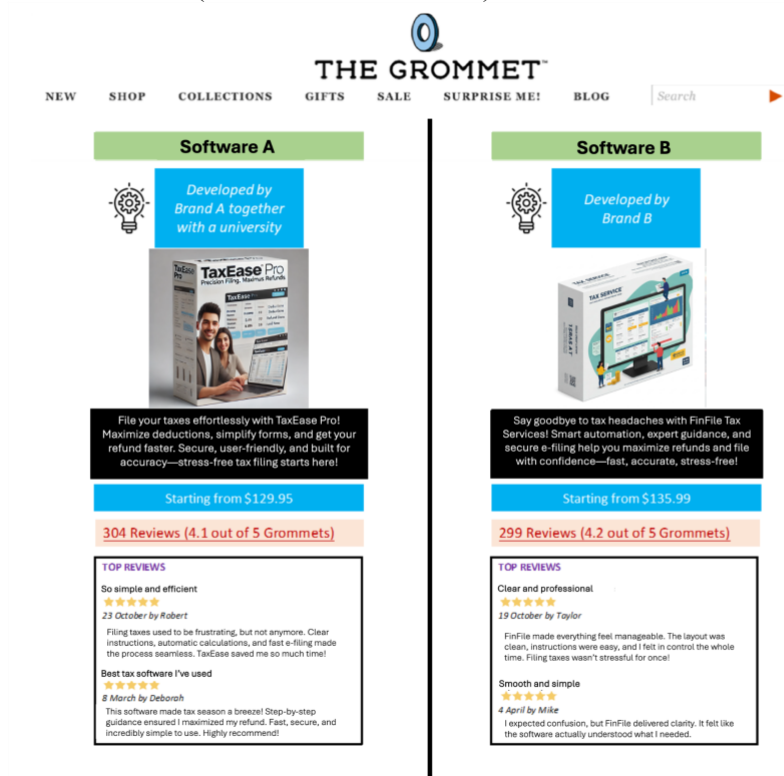 THE GROMMET™
NEW SHOP COLLECTIONS GIFTS SALE SURPRISE ME! BLOG Search
Software A
Developed by
Brand A together
with a university
TaxEase Pro
Precision Filing. Maximus Refunds
TaxEase
File your taxes effortlessly with TaxEase Pro!
Maximize deductions, simplify forms, and get your
refund faster. Secure, user-friendly, and built for
accuracy—stress-free tax filing starts here!
Starting from $129.95
304 Reviews (4.1 out of 5 Grommets)
TOP REVIEWS
So simple and efficient
23 October by Robert
Filing taxes used to be frustrating, but not anymore. Clear
instructions, automatic calculations, and fast e-filing made
the process seamless. TaxEase saved me so much time!
Best tax software I've used
8 March by Deborah
This software made tax season a breeze! Step-by-step
guidance ensured I maximized my refund. Fast, secure, and
incredibly simple to use. Highly recommend!
Software B
Developed by
Brand B
TAX SERVICE
Say goodbye to tax headaches with FinFile Tax
Services! Smart automation, expert guidance, and
secure e-filing help you maximize refunds and file
with confidence—fast, accurate, stress-free!
Starting from $135.99
299 Reviews (4.2 out of 5 Grommets)
TOP REVIEWS
Clear and professional
19 October by Taylor
FinFile made everything feel manageable. The layout was
clean, instructions were easy, and I felt in control the whole
time. Filing taxes wasn't stressful for once!
Smooth and simple
4 April by Mike
I expected confusion, but FinFile delivered clarity. It felt like
the software actually understood what I needed.